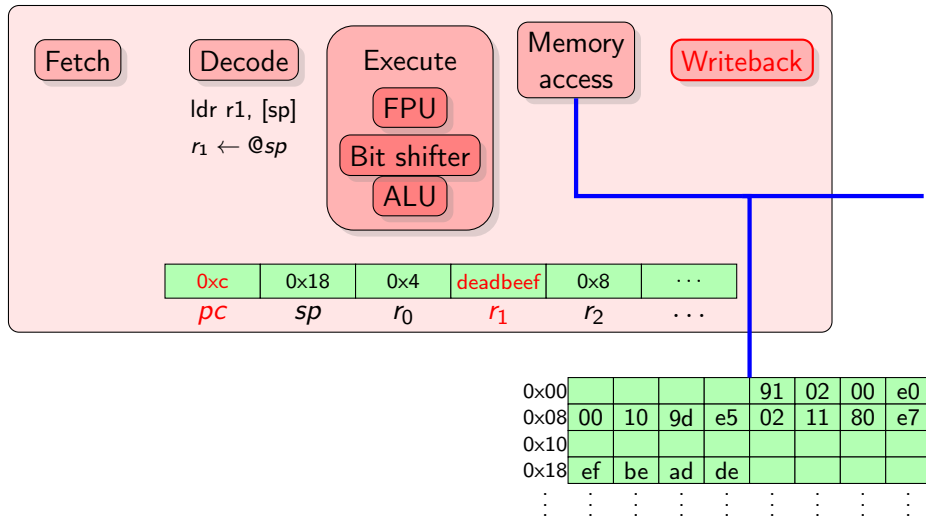 Fetch
Decode
Execute
Memory
access
Writeback
ldr r1, [sp]
r₁ ← @sp
FPU
Bit shifter
ALU
0xc 0x18 0x4 deadbeef 0x8 ···
pc sp r₀ r₁ r₂ ...
0x00 91 02 00 e0
0x08 00 10 9d e5 02 11 80 e7
0x10
0x18 ef be ad de